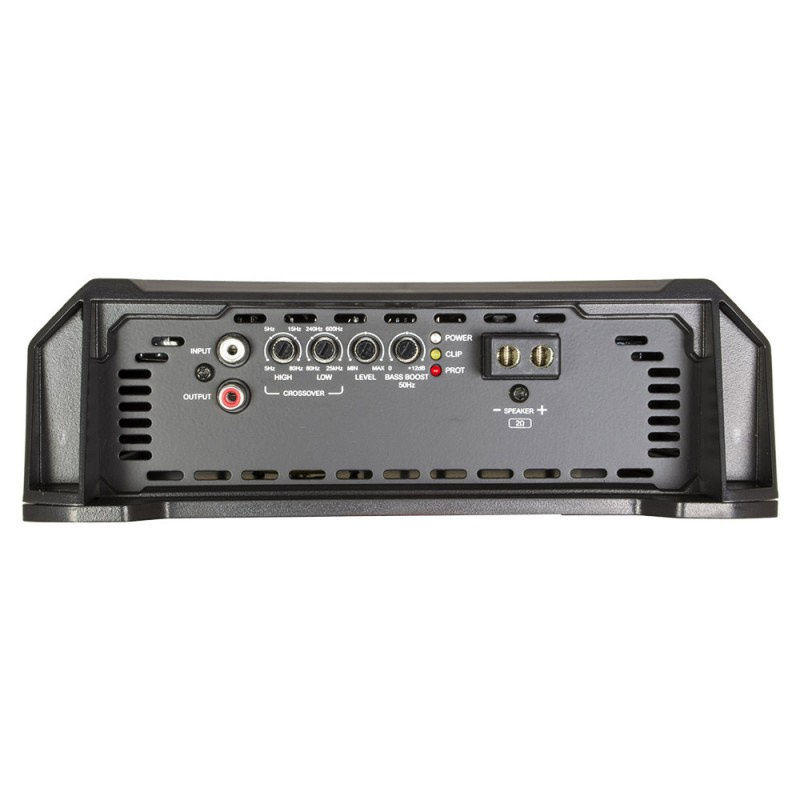 5Hz 15Hz 240Hz 600Hz
INPUT
POWER
CLIP
PROT
5Hz 80Hz 80Hz 25kHz MIN MAX 0 +12dB
HIGH LOW LEVEL BASS BOOST
50Hz
CROSSOVER
OUTPUT
− SPEAKER +
2Ω